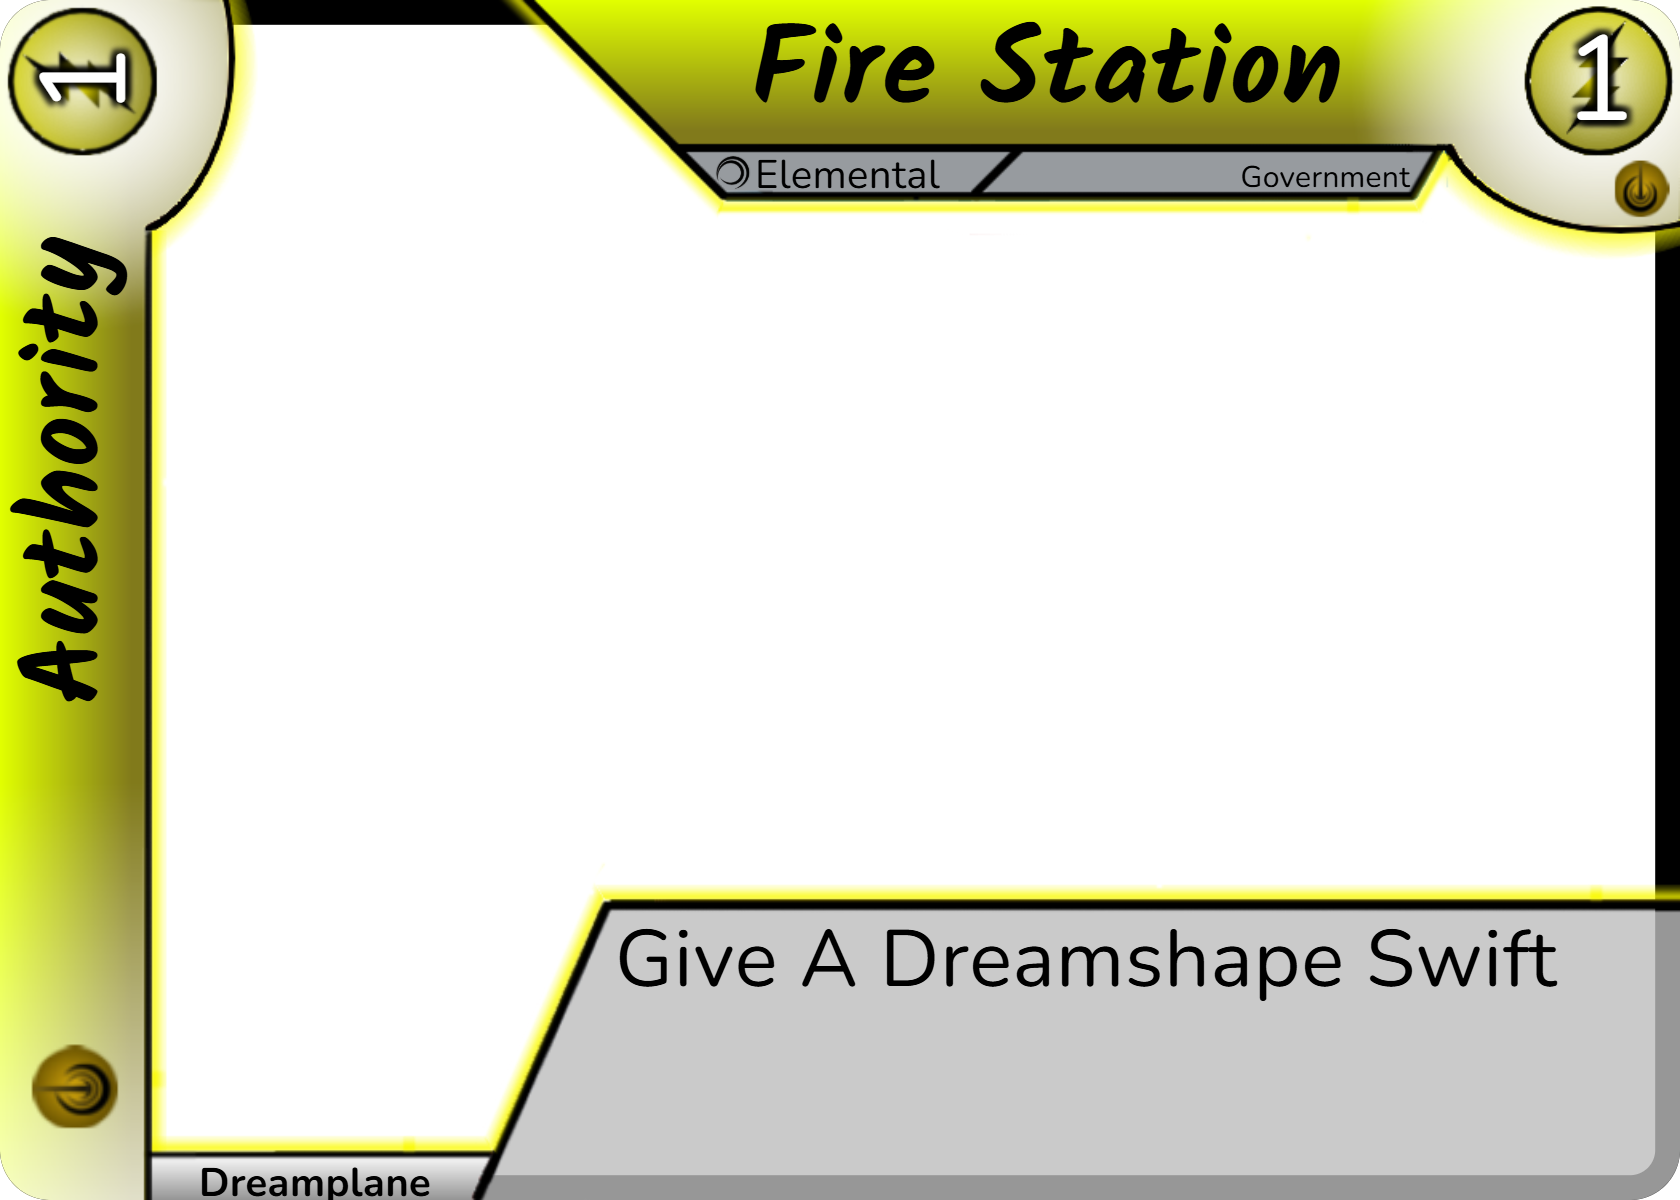 1
Fire Station
1
Elemental
Government
Authority
Give A Dreamshape Swift
Dreamplane